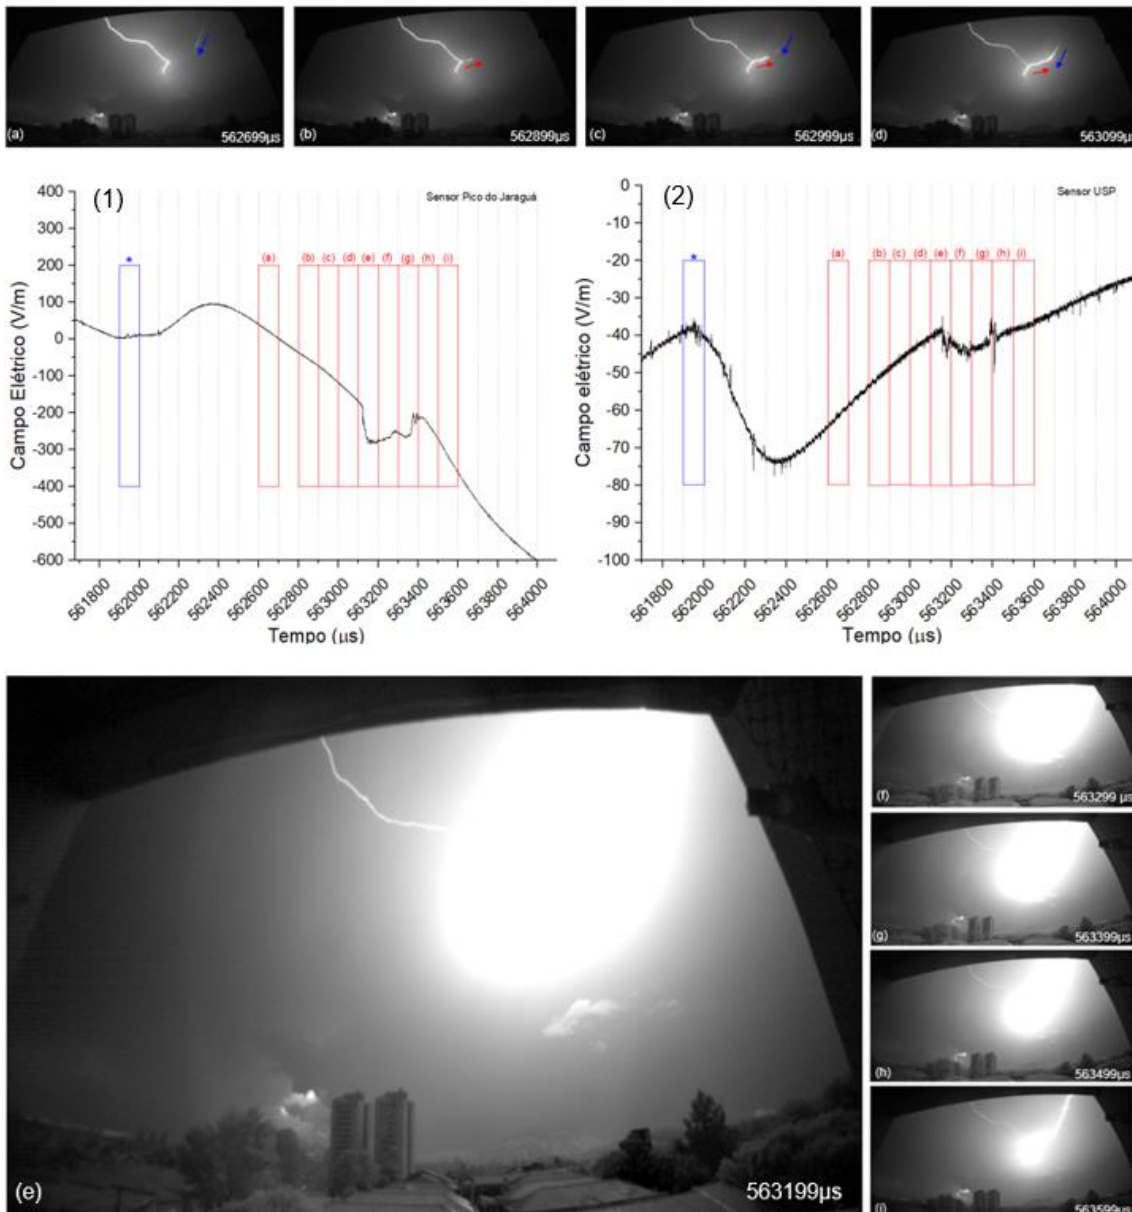 (a) 562699µs
(b) 562899µs
(c) 562999µs
(d) 563099µs
(1)
Sensor Pico do Jaraguá
400
300
200
100
0
-100
-200
-300
-400
-500
-600
Campo Elétrico (V/m)
*
(a) (b) (c) (d) (e) (f) (g) (h) (i)
561800 562000 562200 562400 562600 562800 563000 563200 563400 563600 563800 564000
Tempo (µs)
(2)
Sensor USP
0
-10
-20
-30
-40
-50
-60
-70
-80
-90
-100
Campo elétrico (V/m)
*
(a) (b) (c) (d) (e) (f) (g) (h) (i)
561800 562000 562200 562400 562600 562800 563000 563200 563400 563600 563800 564000
Tempo (µs)
(e) 563199µs
(f) 563299 µs
(g) 563399µs
(h) 563499µs
(i) 563599µs